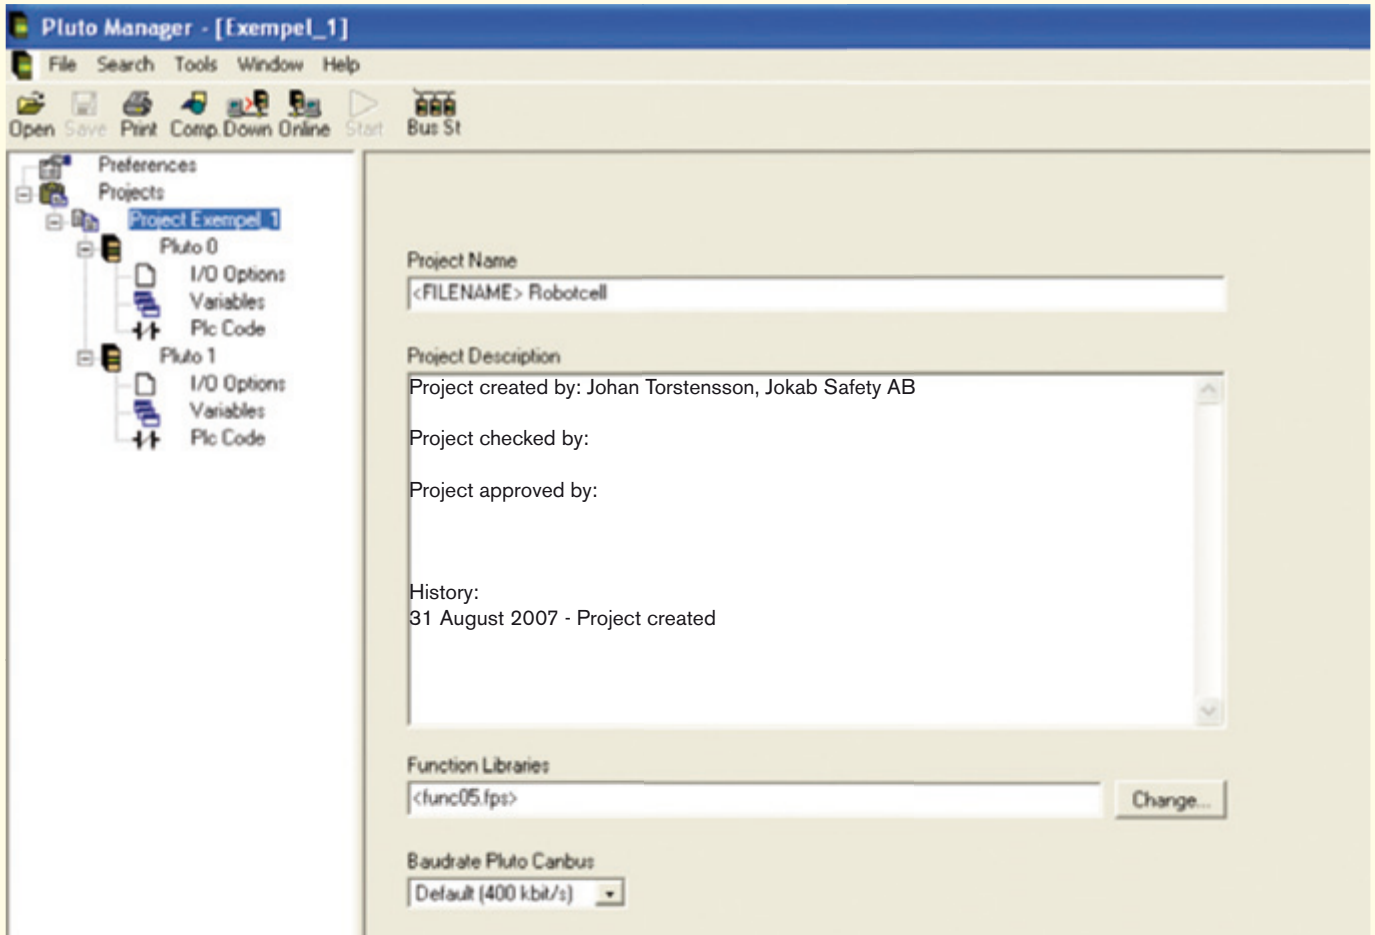 Pluto Manager - [Exempel_1]
File Search Tools Window Help
Open Save Print Comp. Down Online Start Bus St
Preferences
Projects
Project Exempel_1
Pluto 0
I/O Options
Variables
Plc Code
Pluto 1
I/O Options
Variables
Plc Code
Project Name
<FILENAME> Robotcell
Project Description
Project created by: Johan Torstensson, Jokab Safety AB
Project checked by:
Project approved by:
History:
31 August 2007 - Project created
Function Libraries
<func05.fps>
Change...
Baudrate Pluto Canbus
Default (400 kbit/s)